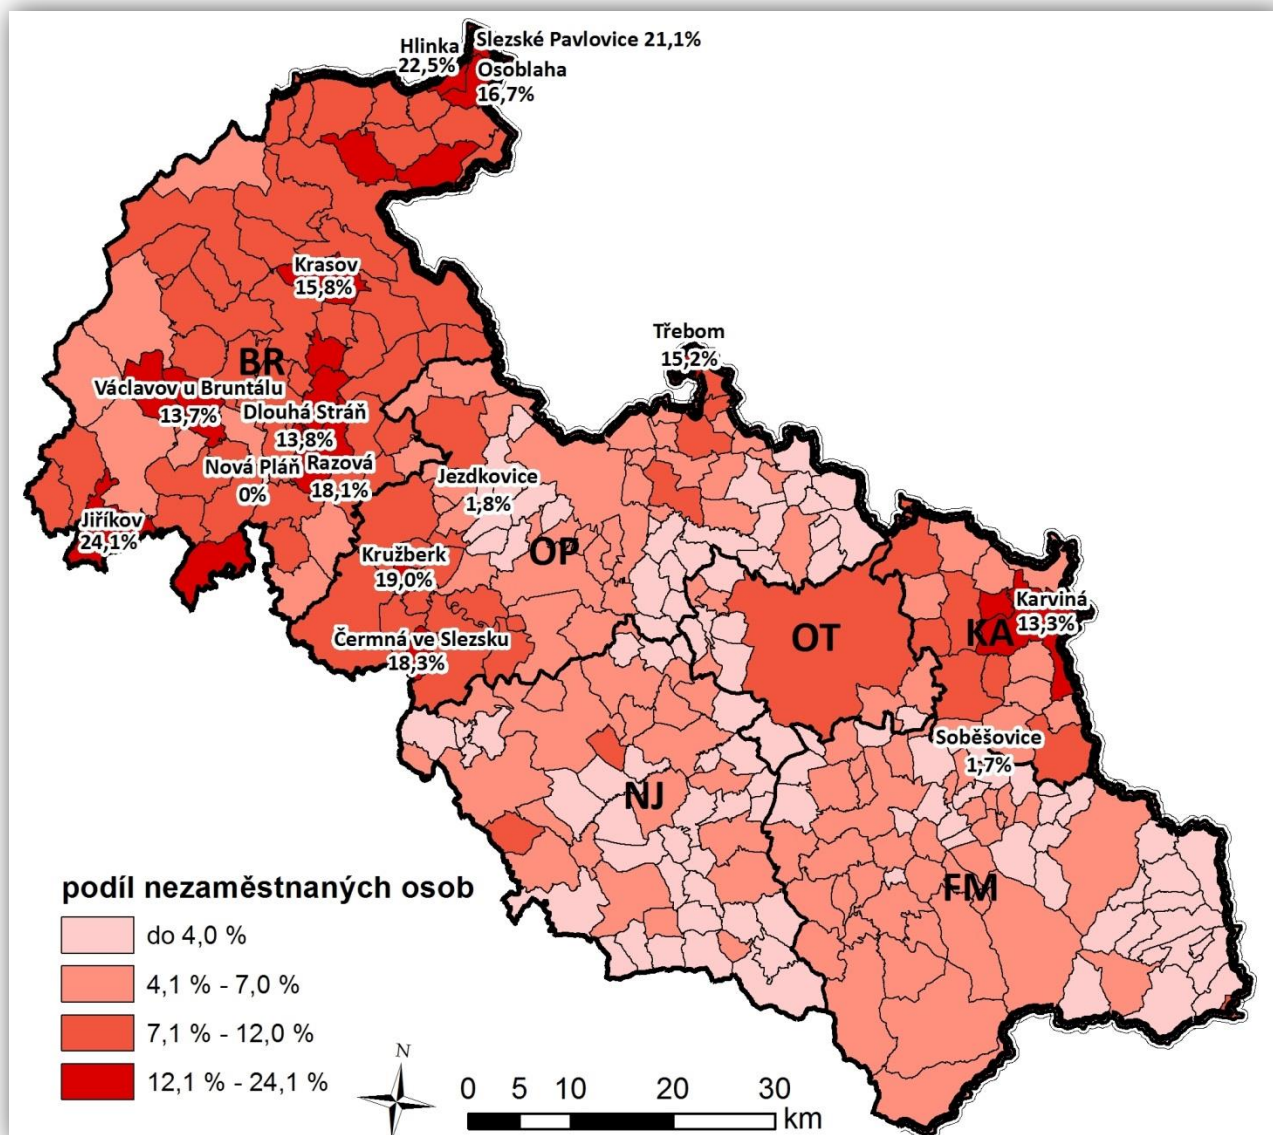 Slezské Pavlovice 21,1%
Hlinka
22,5%
Osoblaha
16,7%
Krasov
15,8%
Třebom
15,2%
BR
Václavov u Bruntálu
13,7%
Dlouhá Stráň
13,8%
Nová Pláň
0%
Razová
18,1%
Jezdkovice
1,8%
Jiříkov
24,1%
OP
Kružberk
19,0%
Karviná
13,3%
KA
OT
Čermná ve Slezsku
18,3%
Soběšovice
1,7%
NJ
FM
podíl nezaměstnaných osob
do 4,0 %
4,1 % - 7,0 %
7,1 % - 12,0 %
12,1 % - 24,1 %
N
0 5 10 20 30
km